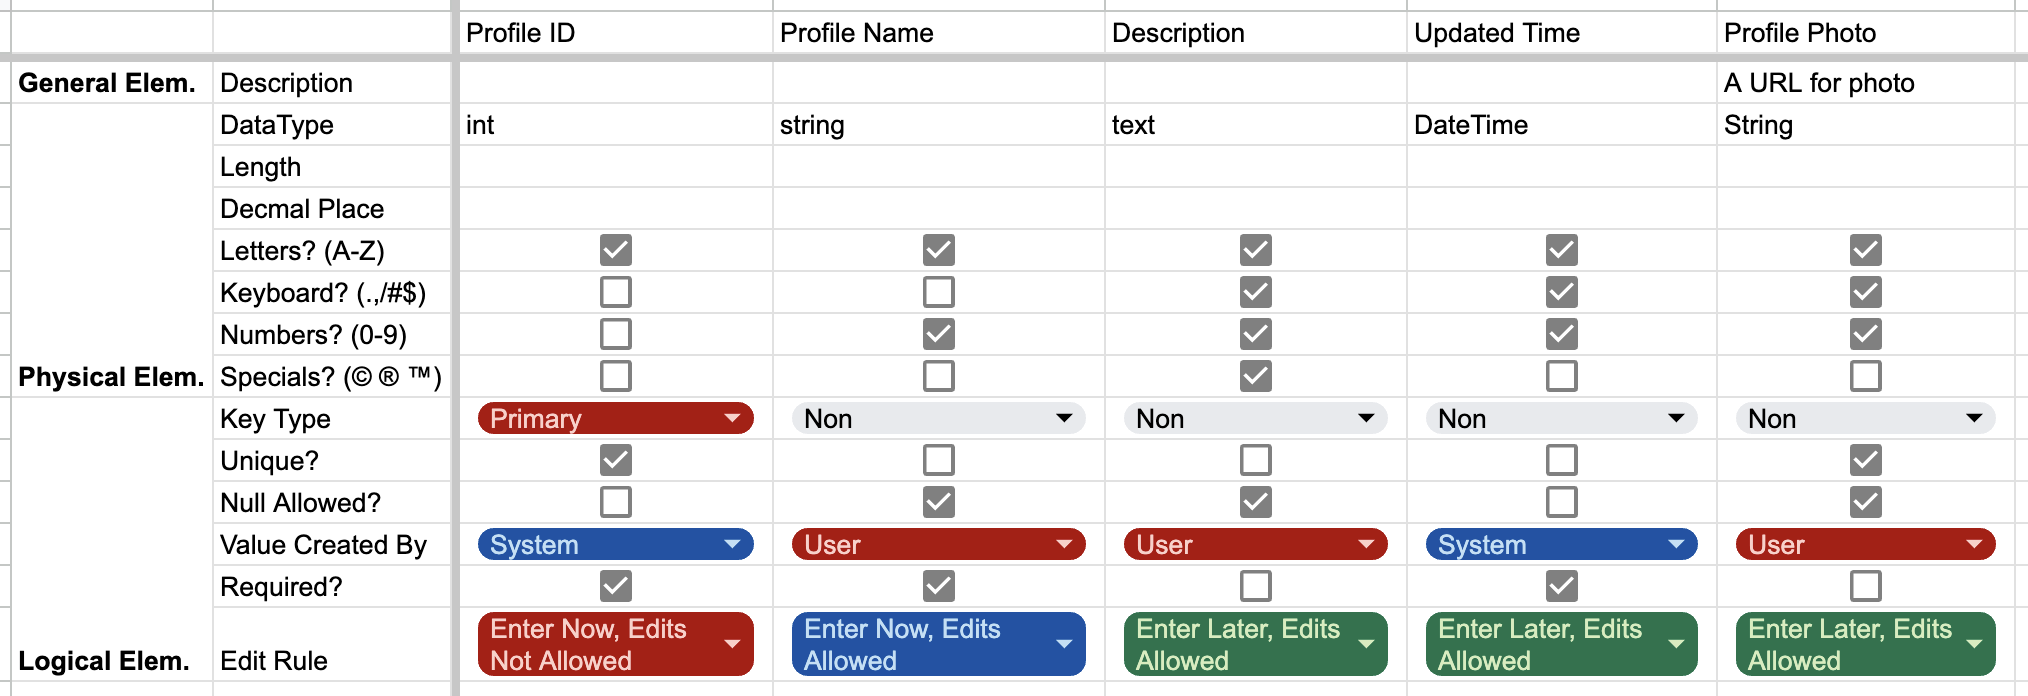 Profile ID Profile Name Description Updated Time Profile Photo
General Elem. Description A URL for photo
DataType int string text DateTime String
Length
Decmal Place
Letters? (A-Z)
Keyboard? (.,/#$)
Numbers? (0-9)
Physical Elem. Specials? (© ® ™)
Key Type Primary Non Non Non Non
Unique?
Null Allowed?
Value Created By System User User System User
Required?
Enter Now, Edits Enter Now, Edits Enter Later, Edits Enter Later, Edits Enter Later, Edits
Logical Elem. Edit Rule Not Allowed Allowed Allowed Allowed Allowed